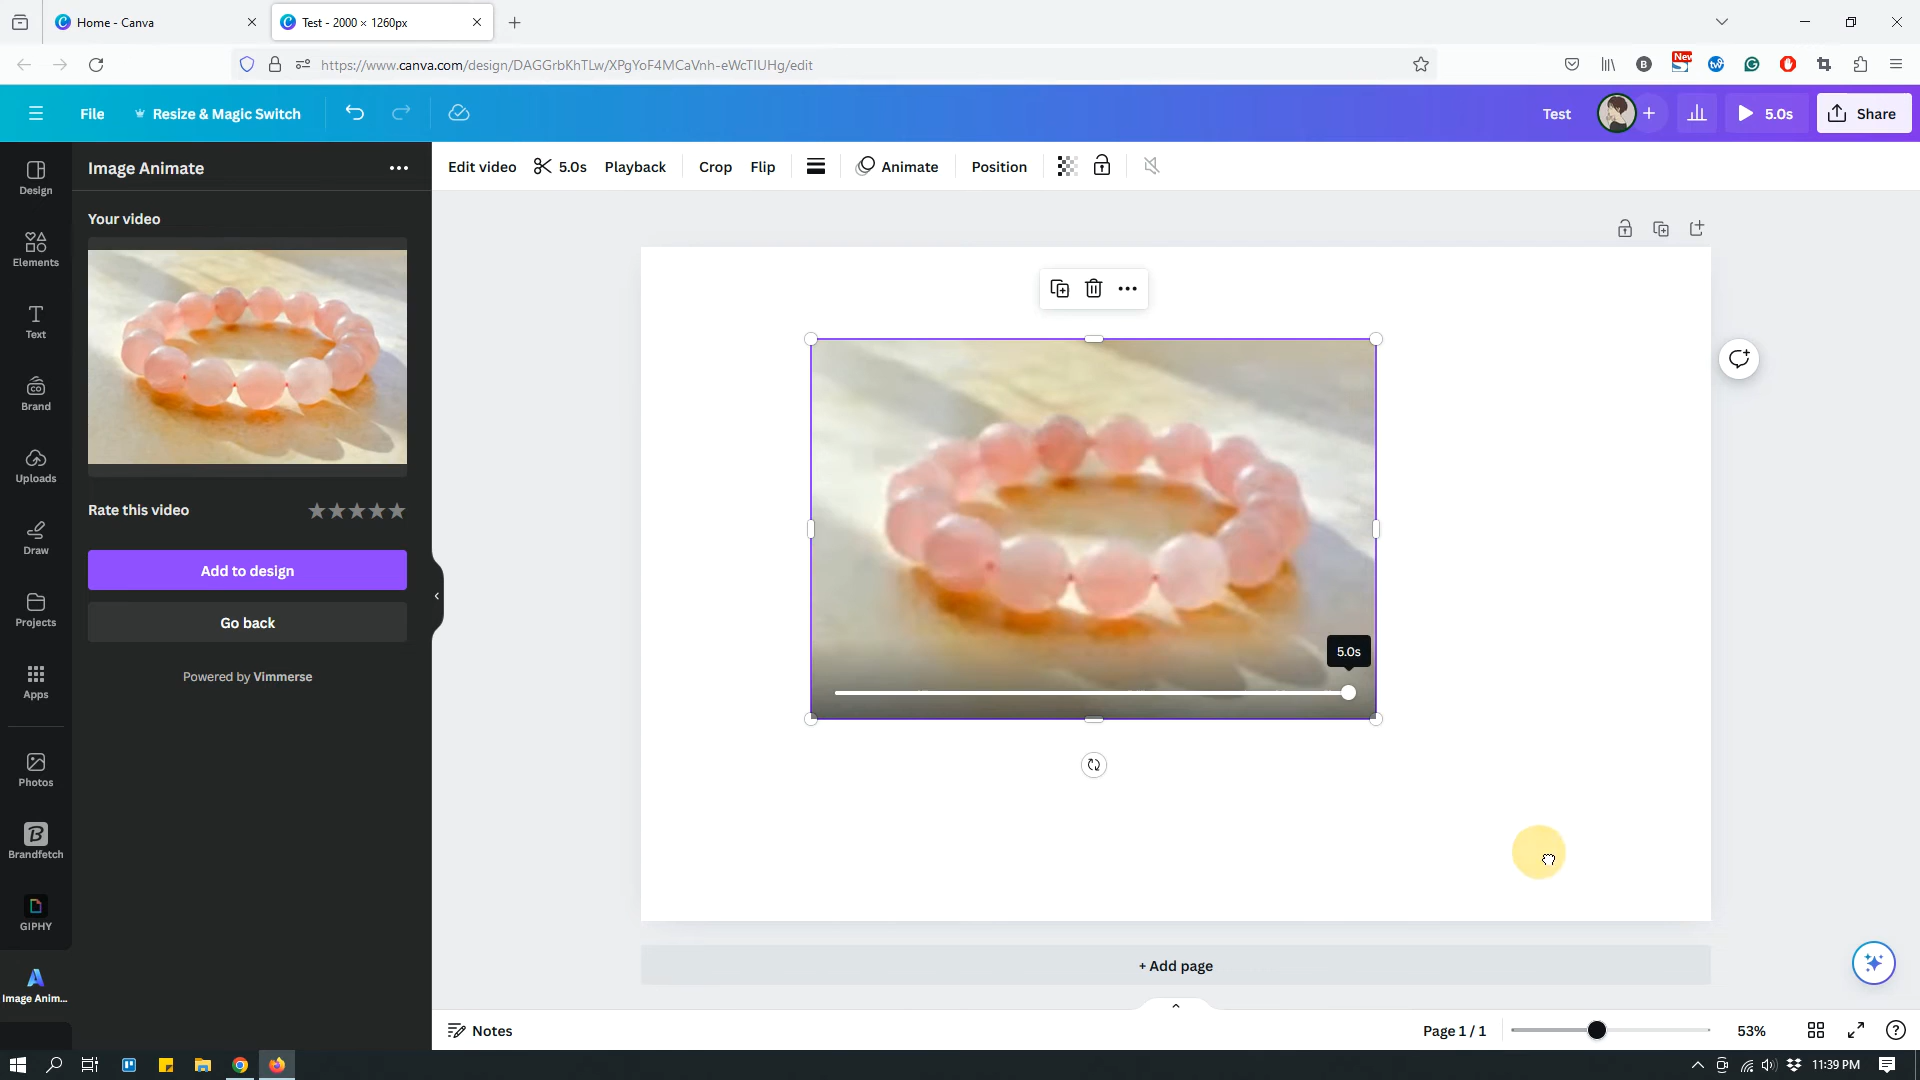 Home - Canva
Test - 2000 × 1260px
https://www.canva.com/design/DAGGrbKhTLw/XPgYoF4MCaVnh-eWcTIUHg/edit
New
File
Resize & Magic Switch
Test
5.0s
Share
Design
Elements
Text
Brand
Uploads
Draw
Projects
Apps
Photos
Brandfetch
GIPHY
Image Anim...
Image Animate
Your video
Rate this video
Add to design
Go back
Powered by Vimmerse
Edit video
5.0s
Playback
Crop
Flip
Animate
Position
5.0s
+ Add page
Notes
Page 1 / 1
53%
11:39 PM